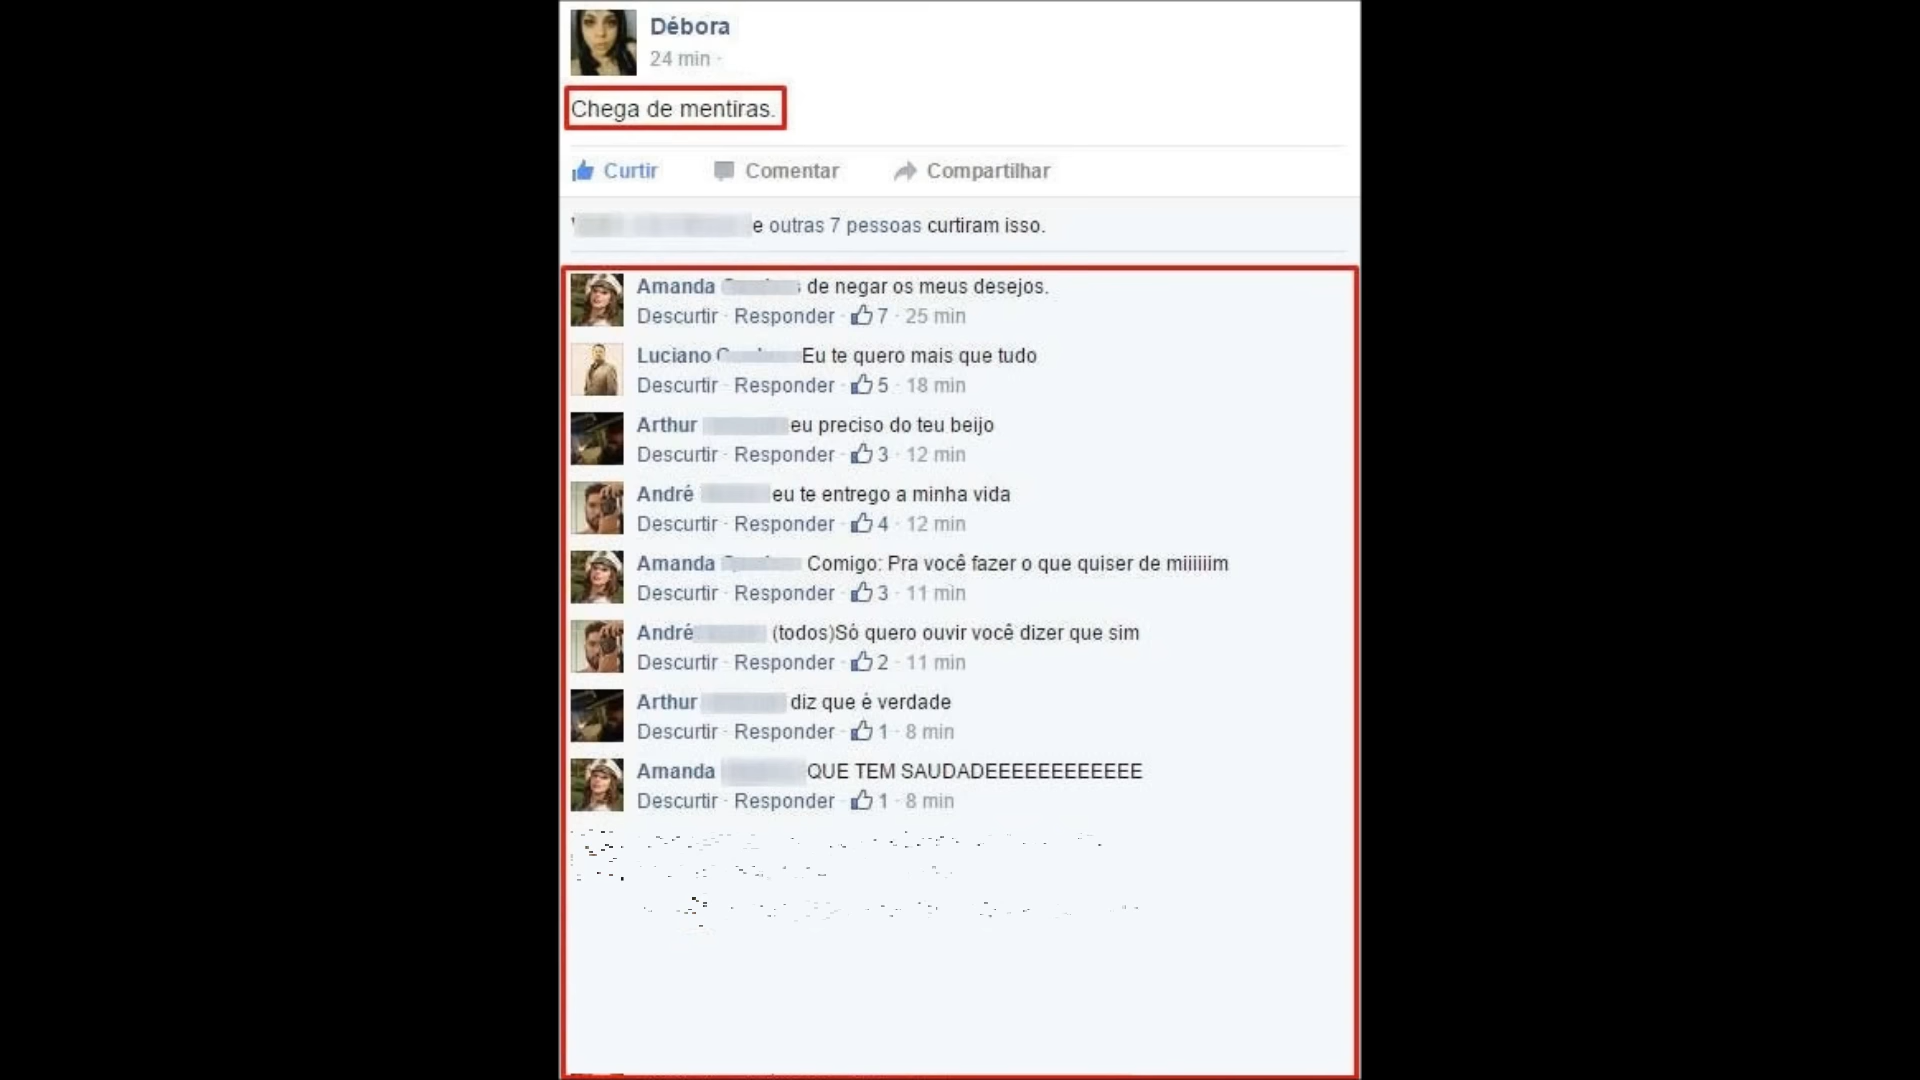 Débora
24 min ·
Chega de mentiras.
Curtir Comentar Compartilhar
e outras 7 pessoas curtiram isso.
Amanda de negar os meus desejos.
Descurtir · Responder · 7 · 25 min
Luciano Eu te quero mais que tudo
Descurtir · Responder · 5 · 18 min
Arthur eu preciso do teu beijo
Descurtir · Responder · 3 · 12 min
André eu te entrego a minha vida
Descurtir · Responder · 4 · 12 min
Amanda Comigo: Pra você fazer o que quiser de miiiiiim
Descurtir · Responder · 3 · 11 min
André (todos)Só quero ouvir você dizer que sim
Descurtir · Responder · 2 · 11 min
Arthur diz que é verdade
Descurtir · Responder · 1 · 8 min
Amanda QUE TEM SAUDADEEEEEEEEEEEE
Descurtir · Responder · 1 · 8 min